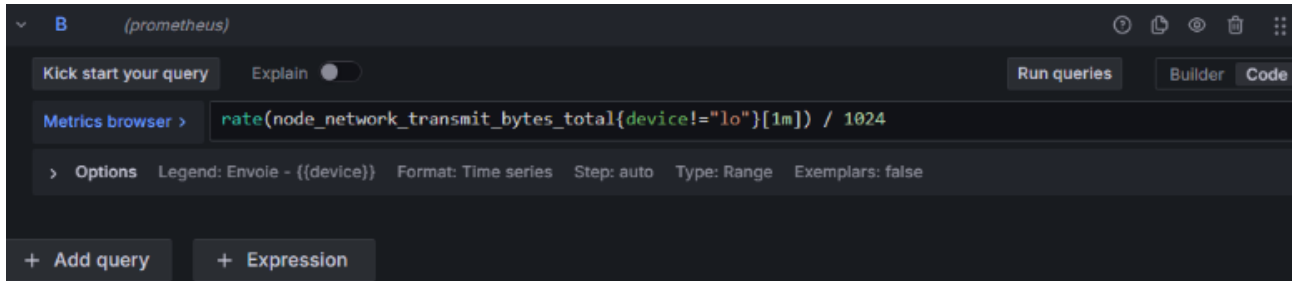 B (prometheus)
Kick start your query Explain Run queries Builder Code
Metrics browser > rate(node_network_transmit_bytes_total{device!="lo"}[1m]) / 1024
> Options Legend: Envoie - {{device}} Format: Time series Step: auto Type: Range Exemplars: false
+ Add query + Expression